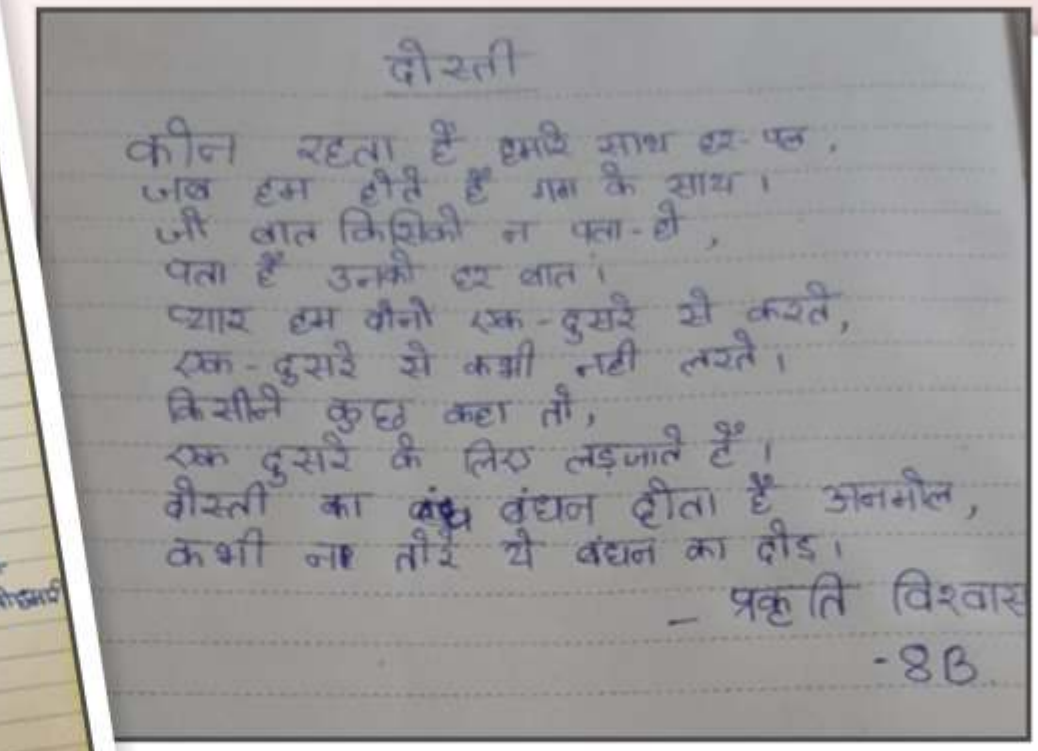 दोस्ती
कौन रहता हैं हमारे साथ हर-पल,
जब हम होते हैं गम के साथ।
जो बात किसिको न पता-हो,
पता हैं उनको हर बात।
प्यार हम दोनो एक-दुसरे से करते,
एक-दुसरे से कभी नही लरते।
किसीने कुछ कहा तो,
एक दुसरे के लिए लड़जाते हैं।
दोस्ती का बंधन होता हैं अनमोल,
कभी ना तोरे ये बंधन का दोड़।
- प्रकृति विश्वास
-8B.